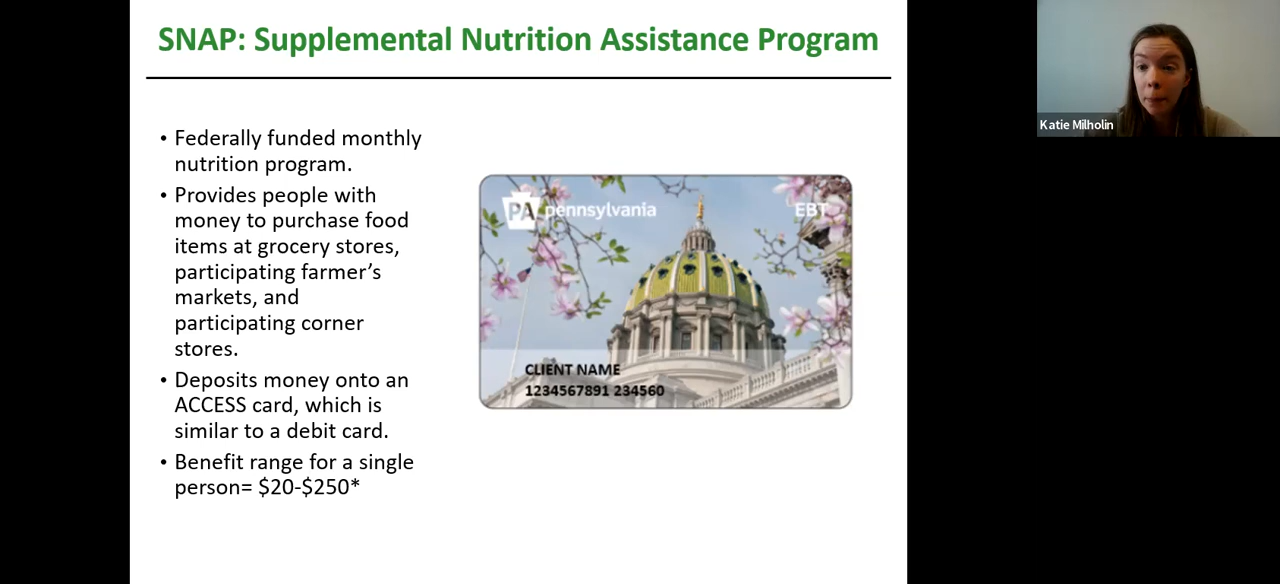 SNAP: Supplemental Nutrition Assistance Program
• Federally funded monthly
nutrition program.
• Provides people with
money to purchase food
items at grocery stores,
participating farmer’s
markets, and
participating corner
stores.
• Deposits money onto an
ACCESS card, which is
similar to a debit card.
• Benefit range for a single
person= $20-$250*
PA pennsylvania
EBT
CLIENT NAME
1234567891 234560
Katie Milholin